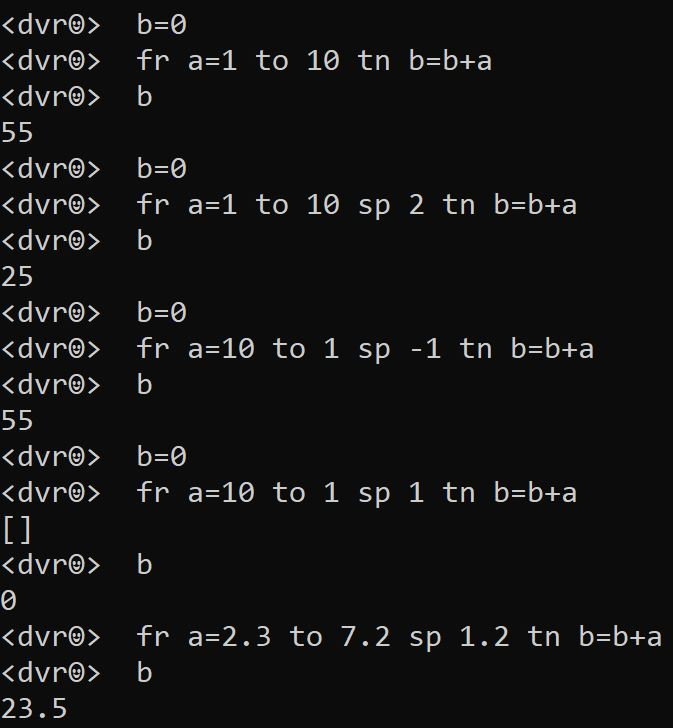 <dvr☺>  b=0
<dvr☺>  fr a=1 to 10 tn b=b+a
<dvr☺>  b
55
<dvr☺>  b=0
<dvr☺>  fr a=1 to 10 sp 2 tn b=b+a
<dvr☺>  b
25
<dvr☺>  b=0
<dvr☺>  fr a=10 to 1 sp -1 tn b=b+a
<dvr☺>  b
55
<dvr☺>  b=0
<dvr☺>  fr a=10 to 1 sp 1 tn b=b+a
[]
<dvr☺>  b
0
<dvr☺>  fr a=2.3 to 7.2 sp 1.2 tn b=b+a
<dvr☺>  b
23.5